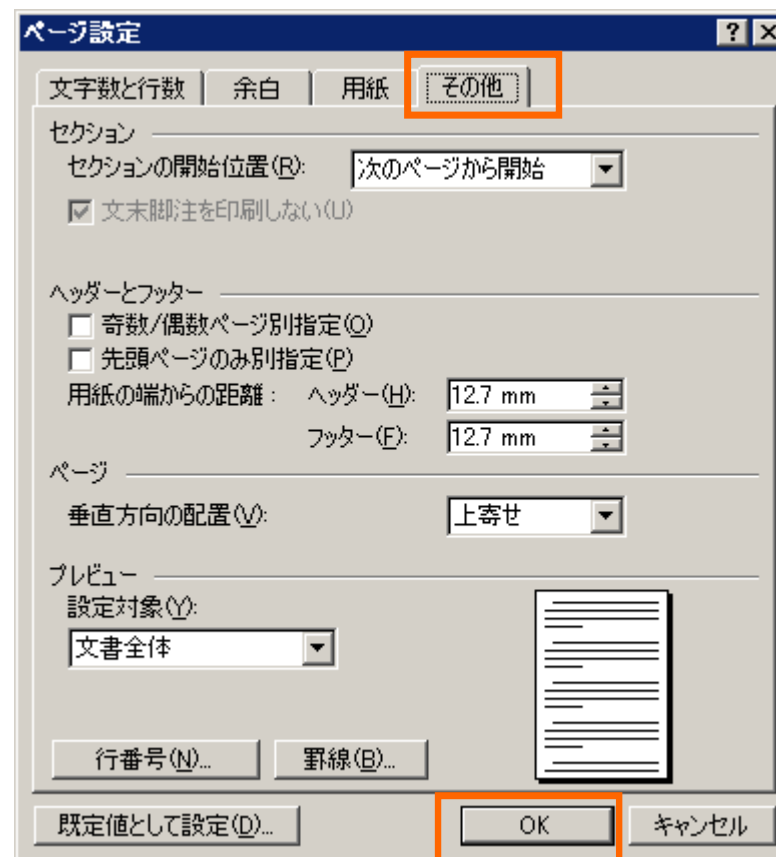 ページ設定 ?
文字数と行数 余白 用紙 その他
セクション
セクションの開始位置(R): 次のページから開始
文末脚注を印刷しない(U)
ヘッダーとフッター
奇数/偶数ページ別指定(O)
先頭ページのみ別指定(P)
用紙の端からの距離： ヘッダー(H): 12.7 mm
フッター(F): 12.7 mm
ページ
垂直方向の配置(V): 上寄せ
プレビュー
設定対象(Y):
文書全体
行番号(N)... 罫線(B)...
既定値として設定(D)... OK キャンセル